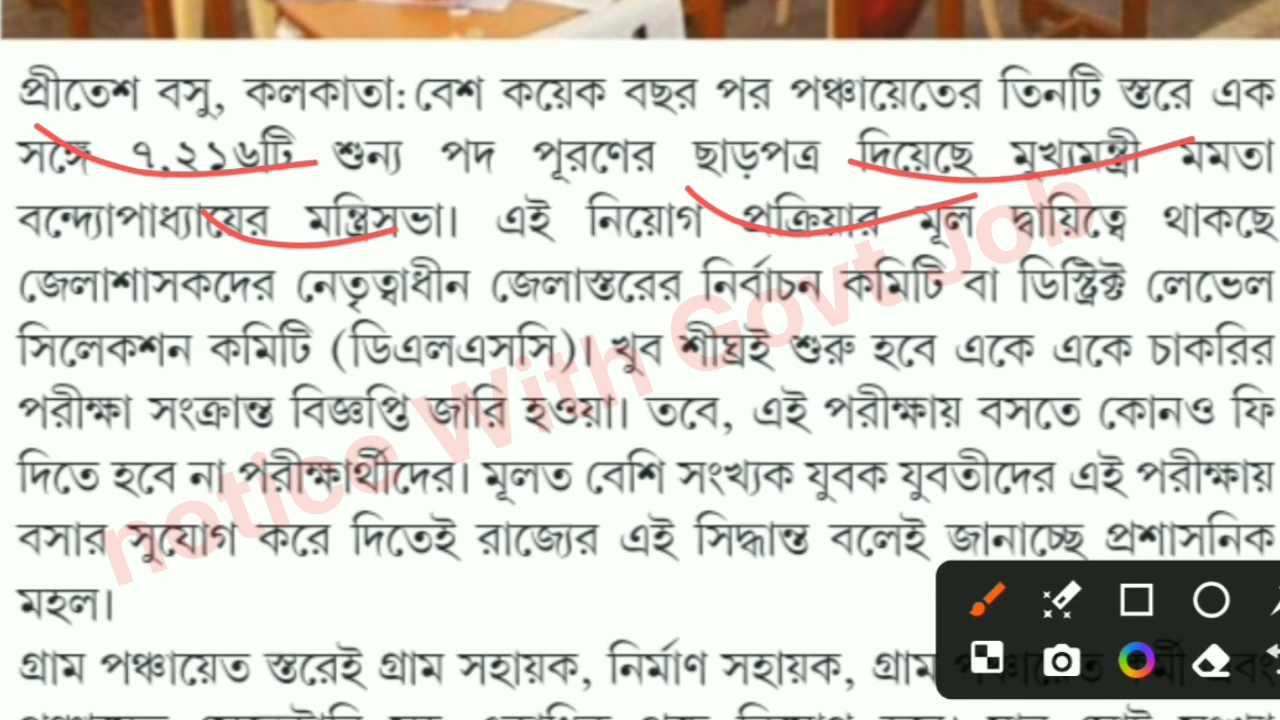 প্রীতেশ বসু, কলকাতা: বেশ কয়েক বছর পর পঞ্চায়েতের তিনটি স্তরে এক
সঙ্গে ৭,২১৬টি শুন্য পদ পূরণের ছাড়পত্র দিয়েছে মুখ্যমন্ত্রী মমতা
বন্দ্যোপাধ্যায়ের মন্ত্রিসভা। এই নিয়োগ প্রক্রিয়ার মূল দ্বায়িত্বে থাকছে
জেলাশাসকদের নেতৃত্বাধীন জেলাস্তরের নির্বাচন কমিটি বা ডিস্ট্রিক্ট লেভেল
সিলেকশন কমিটি (ডিএলএসসি)। খুব শীঘ্রই শুরু হবে একে একে চাকরির
পরীক্ষা সংক্রান্ত বিজ্ঞপ্তি জারি হওয়া। তবে, এই পরীক্ষায় বসতে কোনও ফি
দিতে হবে না পরীক্ষার্থীদের। মূলত বেশি সংখ্যক যুবক যুবতীদের এই পরীক্ষায়
বসার সুযোগ করে দিতেই রাজ্যের এই সিদ্ধান্ত বলেই জানাচ্ছে প্রশাসনিক
মহল।
গ্রাম পঞ্চায়েত স্তরেই গ্রাম সহায়ক, নির্মাণ সহায়ক, গ্রাম পঞ্চায়েত কর্মী এবং
notice With Govt Job